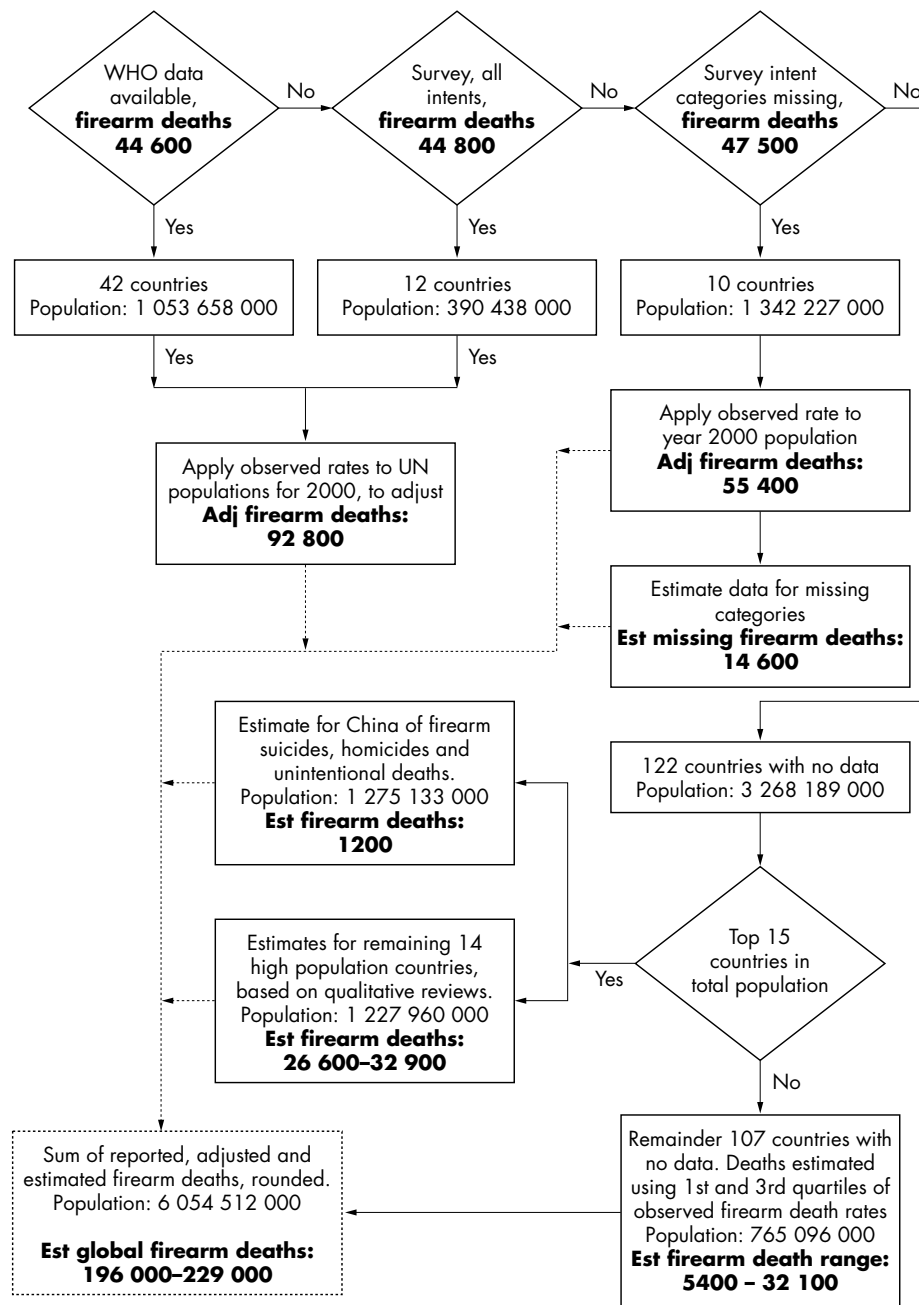 WHO data
available,
firearm deaths
44 600
No
Survey, all
intents,
firearm deaths
44 800
No
Survey intent
categories missing,
firearm deaths
47 500
No
Yes
Yes
Yes
42 countries
Population: 1 053 658 000
12 countries
Population: 390 438 000
10 countries
Population: 1 342 227 000
Yes
Yes
Apply observed rates to UN
populations for 2000, to adjust
Adj firearm deaths:
92 800
Apply observed rate to
year 2000 population
Adj firearm deaths:
55 400
Estimate data for missing
categories
Est missing firearm deaths:
14 600
122 countries with no data
Population: 3 268 189 000
Estimate for China of firearm
suicides, homicides and
unintentional deaths.
Population: 1 275 133 000
Est firearm deaths:
1200
Top 15
countries in
total population
Yes
Estimates for remaining 14
high population countries,
based on qualitative reviews.
Population: 1 227 960 000
Est firearm deaths:
26 600–32 900
No
Remainder 107 countries with
no data. Deaths estimated
using 1st and 3rd quartiles of
observed firearm death rates
Population: 765 096 000
Est firearm death range:
5400 – 32 100
Sum of reported, adjusted and
estimated firearm deaths, rounded.
Population: 6 054 512 000
Est global firearm deaths:
196 000–229 000